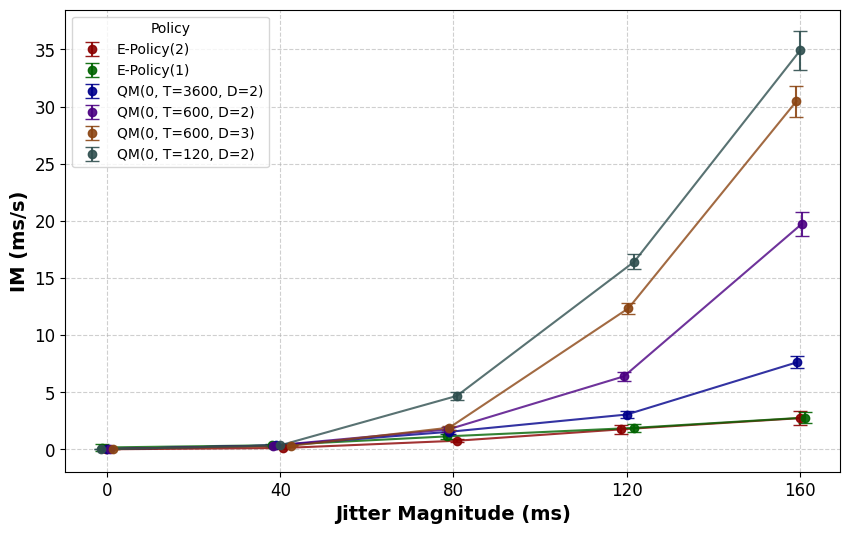 Policy
E-Policy(2)
E-Policy(1)
QM(0, T=3600, D=2)
QM(0, T=600, D=2)
QM(0, T=600, D=3)
QM(0, T=120, D=2)
IM (ms/s)
35
30
25
20
15
10
5
0
0 40 80 120 160
Jitter Magnitude (ms)